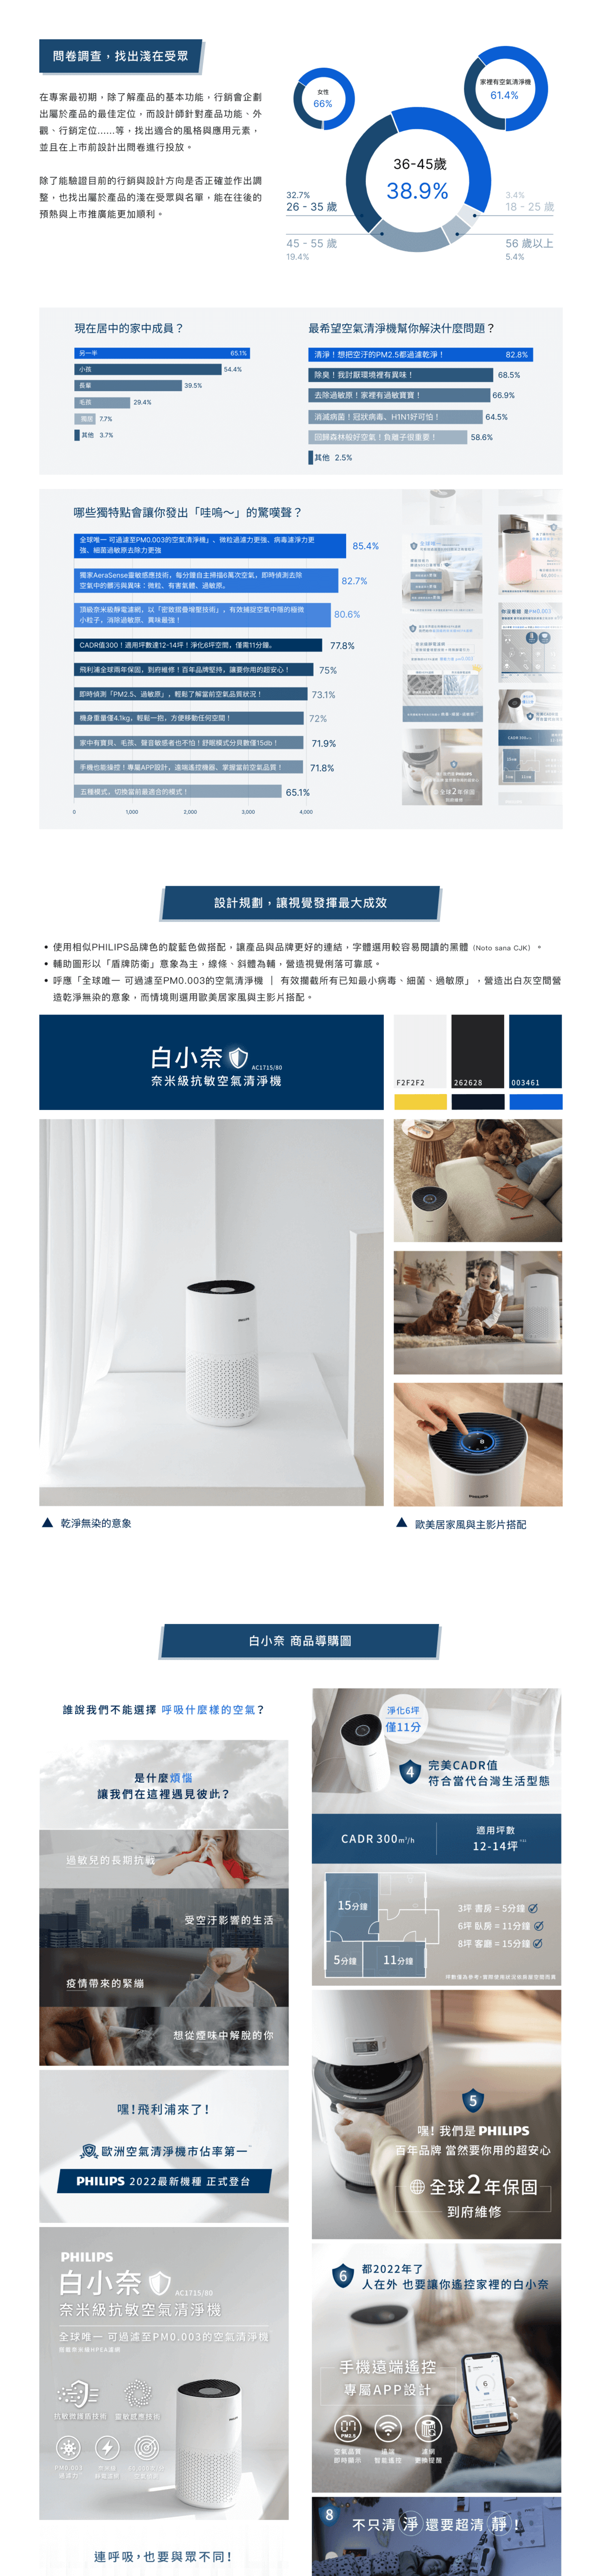 問卷調查，找出淺在受眾
在專案最初期，除了解產品的基本功能，行銷會企劃
出屬於產品的最佳定位，而設計師針對產品功能、外
觀、行銷定位......等，找出適合的風格與應用元素，
並且在上市前設計出問卷進行投放。
除了能驗證目前的行銷與設計方向是否正確並作出調
整，也找出屬於產品的淺在受眾與名單，能在往後的
預熱與上市推廣能更加順利。
女性
66%
家裡有空氣清淨機
61.4%
36-45歲
38.9%
32.7%
26 - 35 歲
3.4%
18 - 25 歲
45 - 55 歲
19.4%
56 歲以上
5.4%
現在居中的家中成員？
另一半 65.1%
小孩 54.4%
長輩 39.5%
毛孩 29.4%
獨居 7.7%
其他 3.7%
最希望空氣清淨機幫你解決什麼問題？
清淨！想把空汙的PM2.5都過濾乾淨！ 82.8%
除臭！我討厭環境裡有異味！ 68.5%
去除過敏原！家裡有過敏寶寶！ 66.9%
消滅病菌！冠狀病毒、H1N1好可怕！ 64.5%
回歸森林般好空氣！負離子很重要！ 58.6%
其他 2.5%
哪些獨特點會讓你發出「哇嗚～」的驚嘆聲？
全球唯一 可過濾至PM0.003的空氣清淨機」、微粒過濾力更強、病毒濾淨力更
強、細菌過敏原去除力更強
85.4%
獨家AeraSense靈敏感應技術，每分鐘自主掃描6萬次空氣，即時偵測去除
空氣中的髒污與異味：微粒、有害氣體、過敏原。
82.7%
頂級奈米級靜電濾網，以「密致摺疊增壓技術」，有效捕捉空氣中隱的極微
小粒子，消除過敏原、異味最強！
80.6%
CADR值300！適用坪數達12-14坪！淨化6坪空間，僅需11分鐘。 77.8%
飛利浦全球兩年保固，到府維修！百年品牌堅持，讓要你用的超安心！ 75%
即時偵測「PM2.5、過敏原」，輕鬆了解當前空氣品質狀況！ 73.1%
機身重量僅4.1kg，輕鬆一抱，方便移動任何空間！ 72%
家中有寶貝、毛孩，聲音敏感者也不怕！舒眠模式分貝數僅15db！ 71.9%
手機也能操控！專屬APP設計，遠端遙控機器、掌握當前空氣品質！ 71.8%
五種模式，切換當前最適合的模式！ 65.1%
0 1,000 2,000 3,000 4,000
設計規劃，讓視覺發揮最大成效
使用相似PHILIPS品牌色的靛藍色做搭配，讓產品與品牌更好的連結，字體選用較容易閱讀的黑體（Noto sana CJK）。
輔助圖形以「盾牌防衛」意象為主，線條、斜體為輔，營造視覺俐落可靠感。
呼應「全球唯一 可過濾至PM0.003的空氣清淨機 ｜ 有效攔截所有已知最小病毒、細菌、過敏原」，營造出白灰空間營
造乾淨無染的意象，而情境則選用歐美居家風與主影片搭配。
白小奈
AC1715/80
奈米級抗敏空氣清淨機
F2F2F2
262628
003461
▲ 乾淨無染的意象
▲ 歐美居家風與主影片搭配
白小奈 商品導購圖
誰說我們不能選擇 呼吸什麼樣的空氣？
是什麼煩惱
讓我們在這裡遇見彼此？
過敏兒的長期抗戰
受空汙影響的生活
疫情帶來的緊繃
想從煙味中解脫的你
嘿！飛利浦來了！
歐洲空氣清淨機市佔率第一
PHILIPS 2022最新機種 正式登台
PHILIPS
白小奈
AC1715/80
奈米級抗敏空氣清淨機
全球唯一 可過濾至PM0.003的空氣清淨機
抗敏微護盾技術 靈敏感應技術
連呼吸，也要與眾不同！
淨化6坪
僅11分
4
完美CADR值
符合當代台灣生活型態
CADR 300m³/h
適用坪數
12-14坪
15分鐘
5分鐘
11分鐘
3坪 書房 = 5分鐘
6坪 臥房 = 11分鐘
8坪 客廳 = 15分鐘
5
嘿！我們是 PHILIPS
百年品牌 當然要你用的超安心
全球2年保固
到府維修
6
都2022年了
人在外 也要讓你遙控家裡的白小奈
手機遠端遙控
專屬APP設計
空氣品質
即時顯示
遠端
智能遙控
濾網
更換提醒
8
不只清 淨 還要超清 靜！